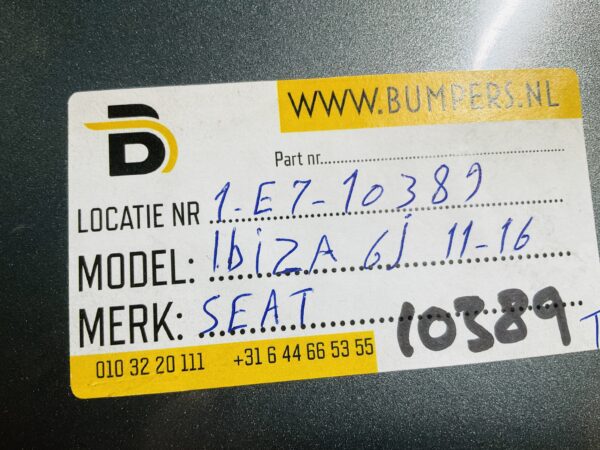 WWW.BUMPERS.NL
B
Part nr.
LOCATIE NR 1-E7-10389
MODEL: IbizA 6J 11-16
MERK: SEAT
10389 T
010 32 20 111 +31 6 44 66 53 55